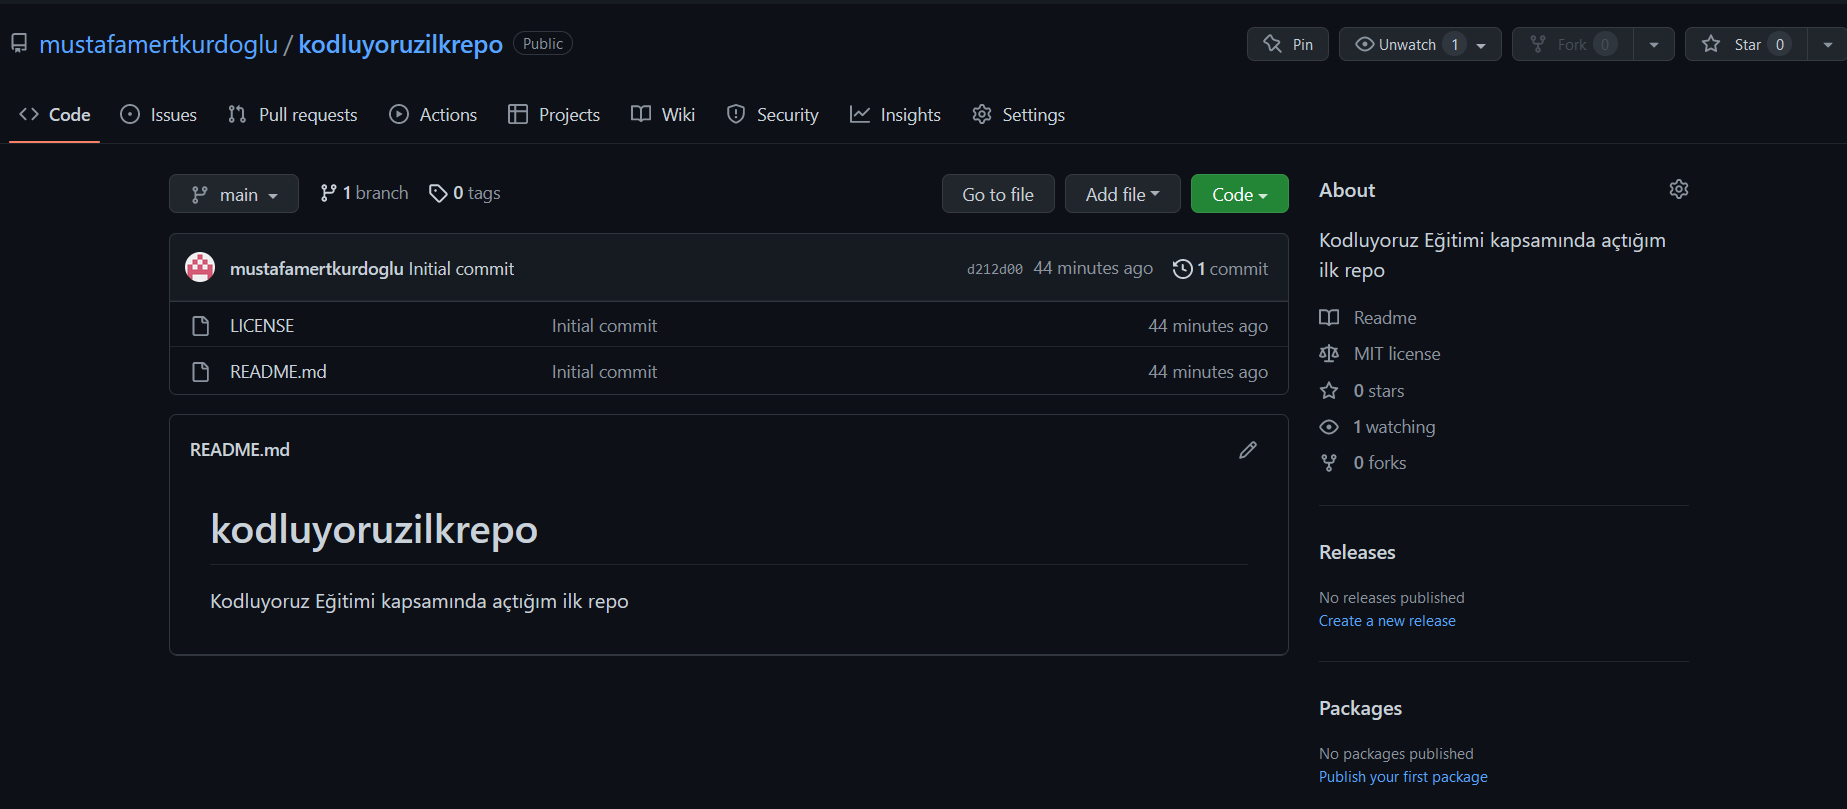 mustafamertkurdoglu / kodluyoruzilkrepo Public Pin Unwatch 1 Fork 0 Star 0
Code Issues Pull requests Actions Projects Wiki Security Insights Settings
main 1 branch 0 tags Go to file Add file Code
mustafamertkurdoglu Initial commit d212d00 44 minutes ago 1 commit
LICENSE Initial commit 44 minutes ago
README.md Initial commit 44 minutes ago
README.md
kodluyoruzilkrepo
Kodluyoruz Eğitimi kapsamında açtığım ilk repo
About
Kodluyoruz Eğitimi kapsamında açtığım
ilk repo
Readme
MIT license
0 stars
1 watching
0 forks
Releases
No releases published
Create a new release
Packages
No packages published
Publish your first package